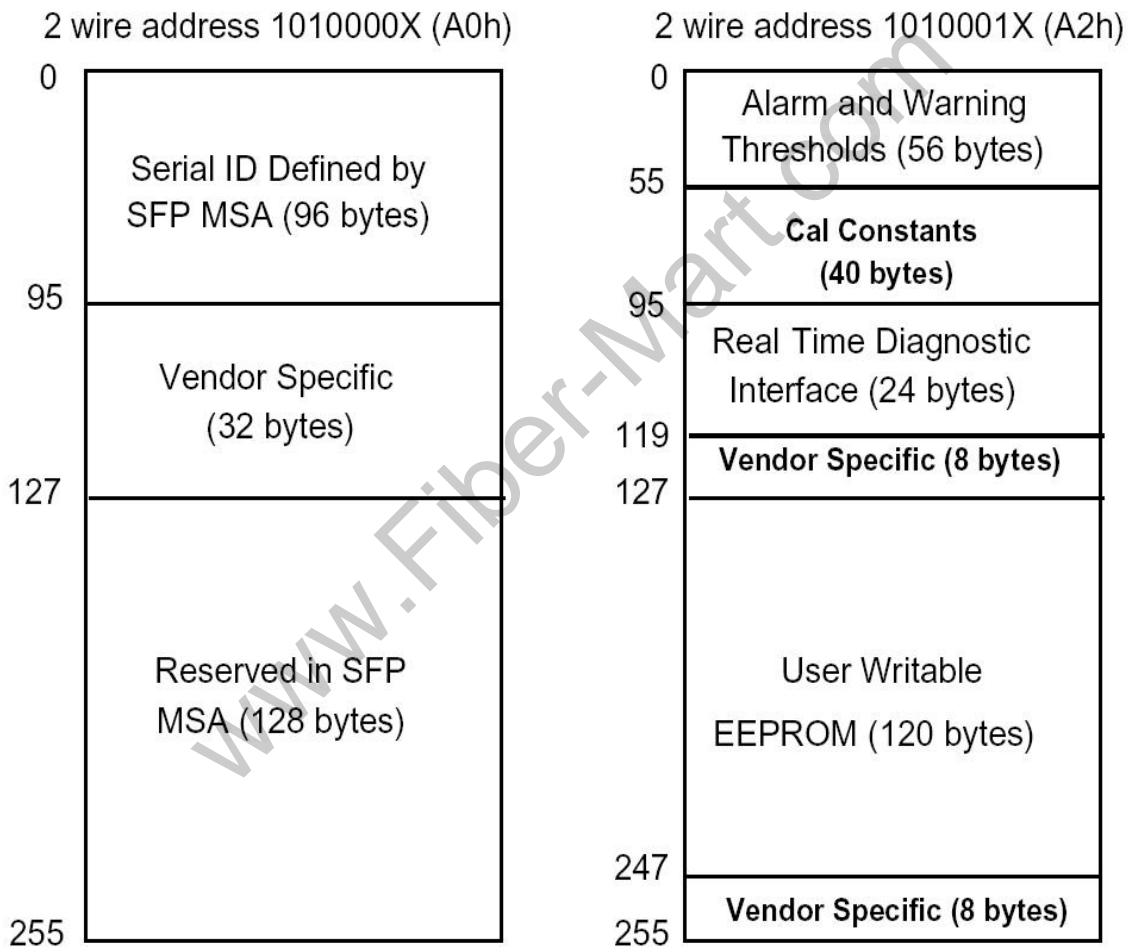 2 wire address 1010000X (A0h)
0
Serial ID Defined by
SFP MSA (96 bytes)
95
Vendor Specific
(32 bytes)
127
Reserved in SFP
MSA (128 bytes)
255
2 wire address 1010001X (A2h)
0
Alarm and Warning
Thresholds (56 bytes)
55
Cal Constants
(40 bytes)
95
Real Time Diagnostic
Interface (24 bytes)
119
Vendor Specific (8 bytes)
127
User Writable
EEPROM (120 bytes)
247
Vendor Specific (8 bytes)
255
www.Fiber-Mart.com